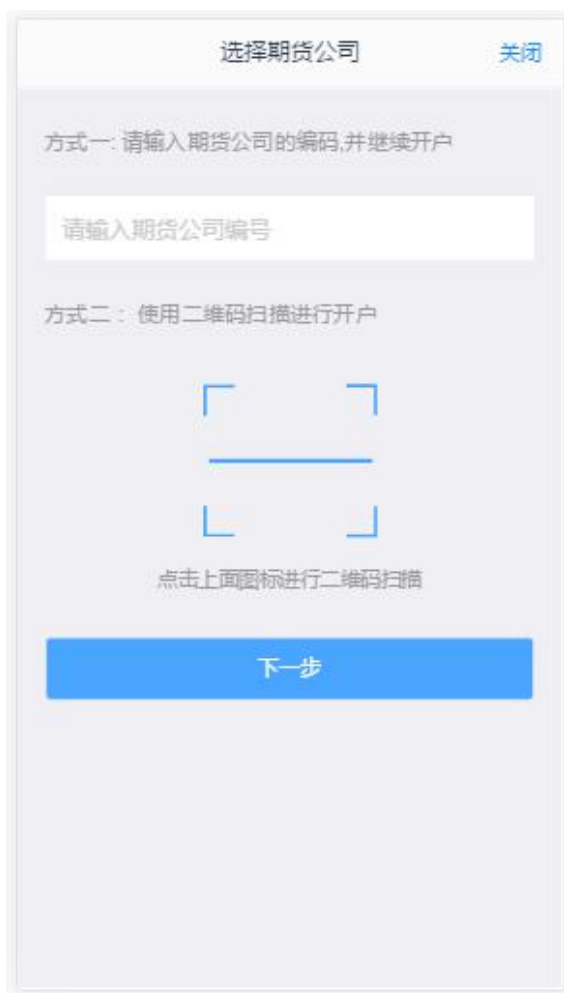 选择期货公司 关闭
方式一: 请输入期货公司的编码,并继续开户
请输入期货公司编号
方式二： 使用二维码扫描进行开户
点击上面图标进行二维码扫描
下一步